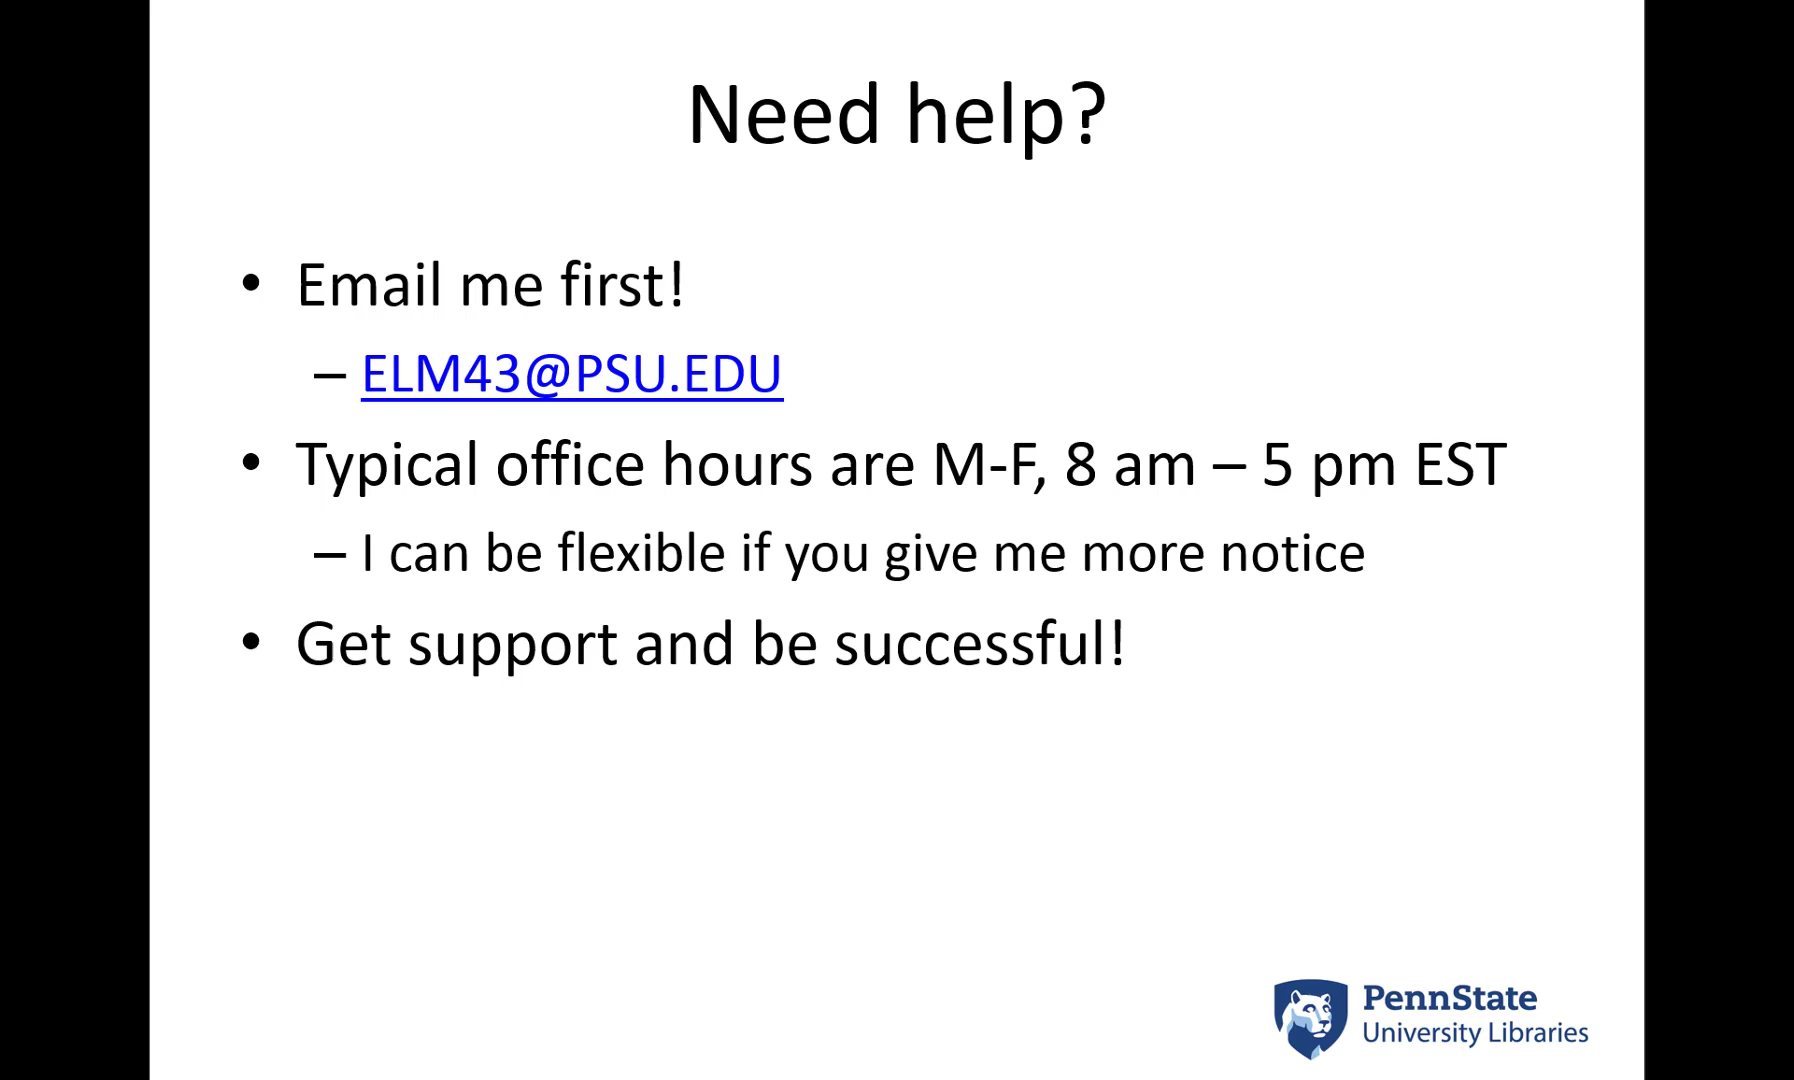 Need help?
• Email me first!
– ELM43@PSU.EDU
• Typical office hours are M-F, 8 am – 5 pm EST
– I can be flexible if you give me more notice
• Get support and be successful!
PennState
University Libraries